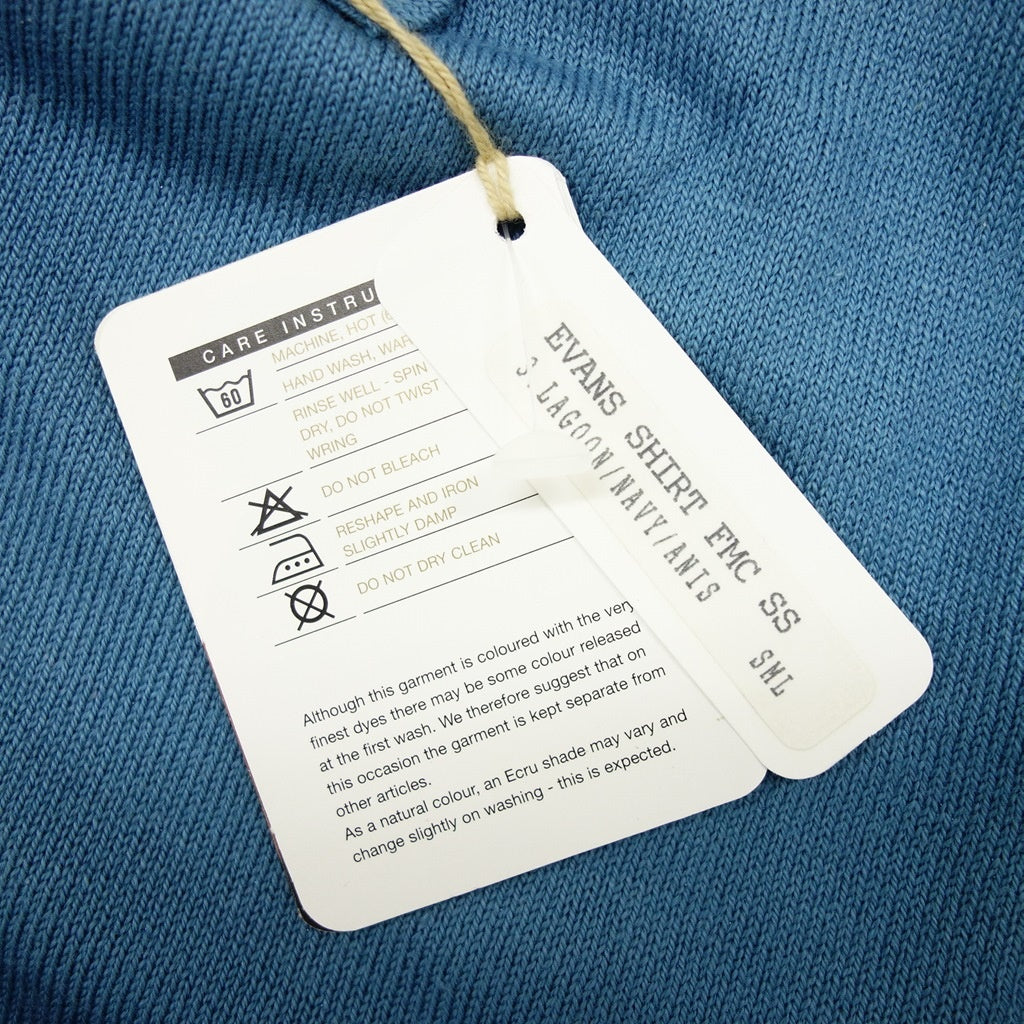 CARE INSTRU
MACHINE, HOT (6
60
HAND WASH, WAR
RINSE WELL - SPIN
DRY, DO NOT TWIST
WRING
DO NOT BLEACH
RESHAPE AND IRON
SLIGHTLY DAMP
DO NOT DRY CLEAN
Although this garment is coloured with the very
finest dyes there may be some colour released
at the first wash. We therefore suggest that on
this occasion the garment is kept separate from
other articles.
As a natural colour, an Ecru shade may vary and
change slightly on washing - this is expected.
EVANS SHIRT FMC SS
S. LAGOON/NAVY/ANIS SML